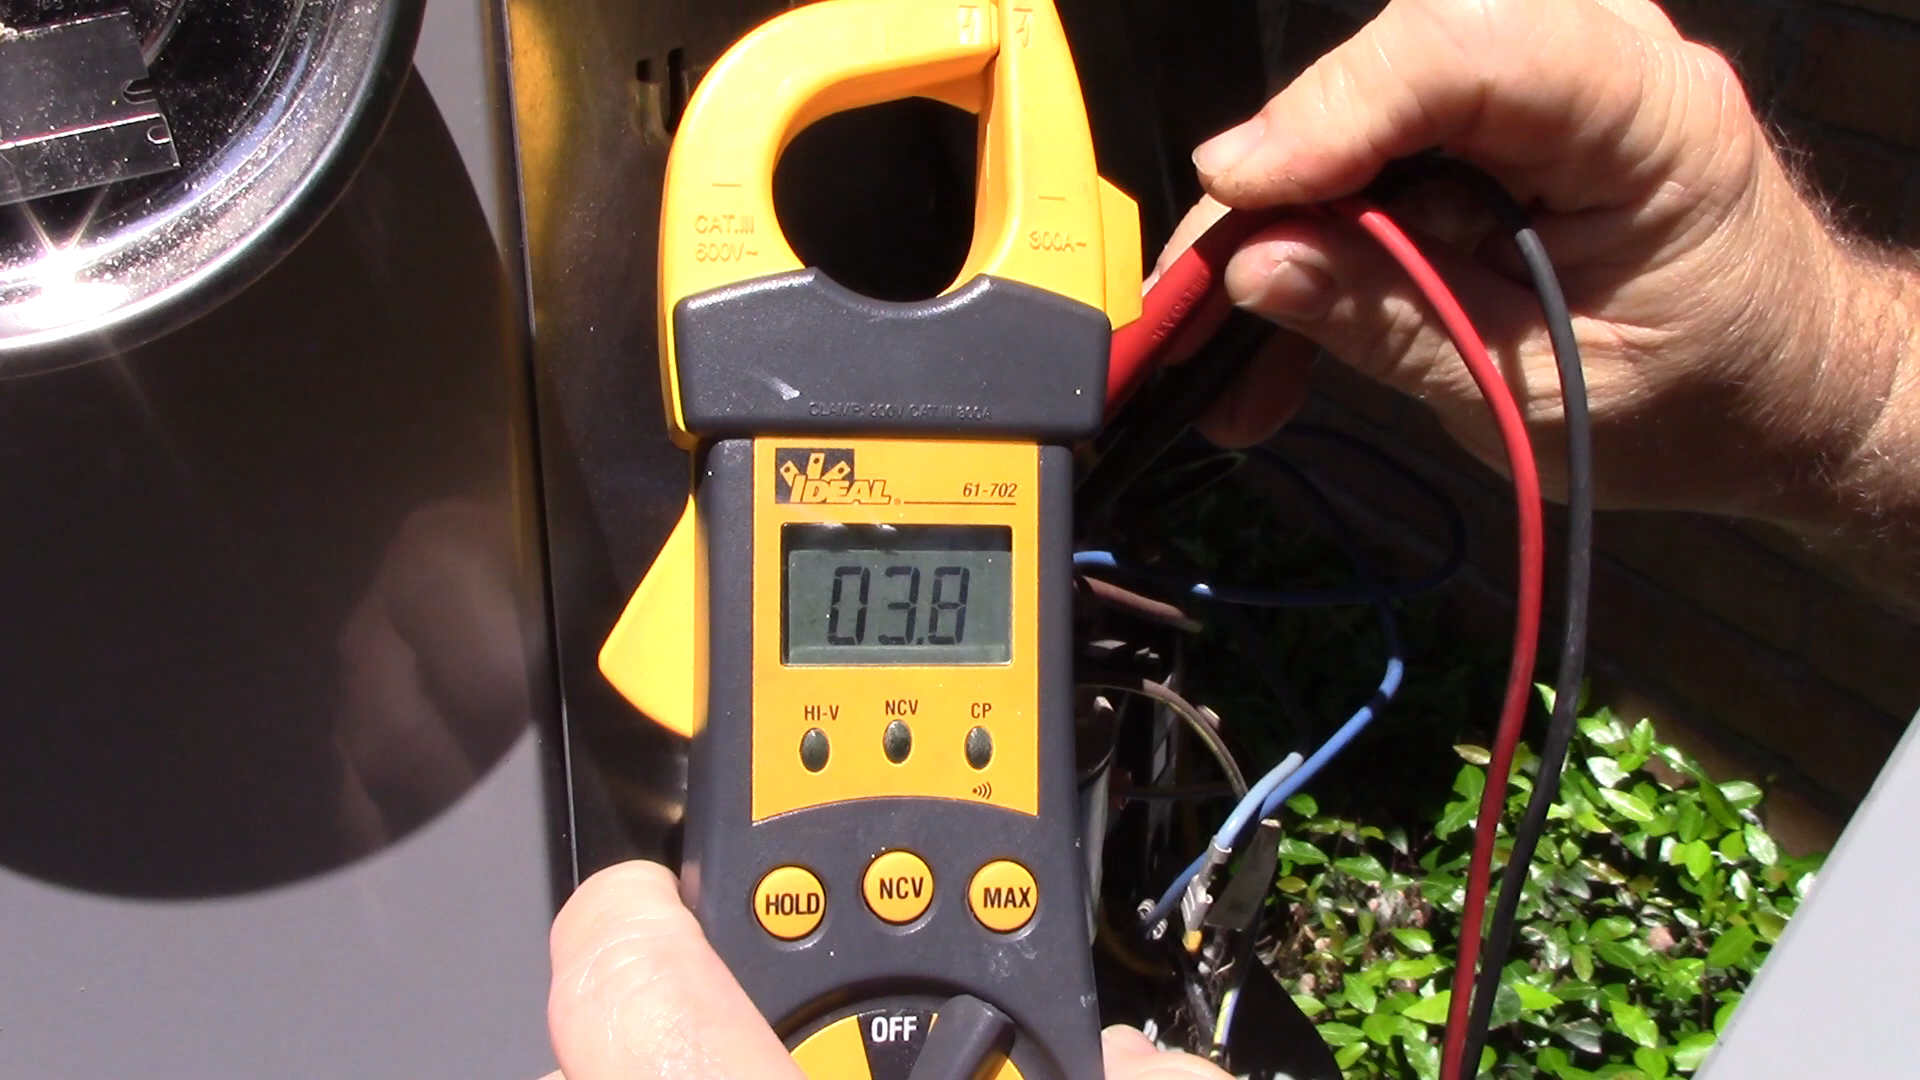 CAT.III
600V~
300A~
CLAMP: 300V CAT III 300A
IDEAL®
61-702
03.8
HI-V NCV CP
HOLD NCV MAX
OFF